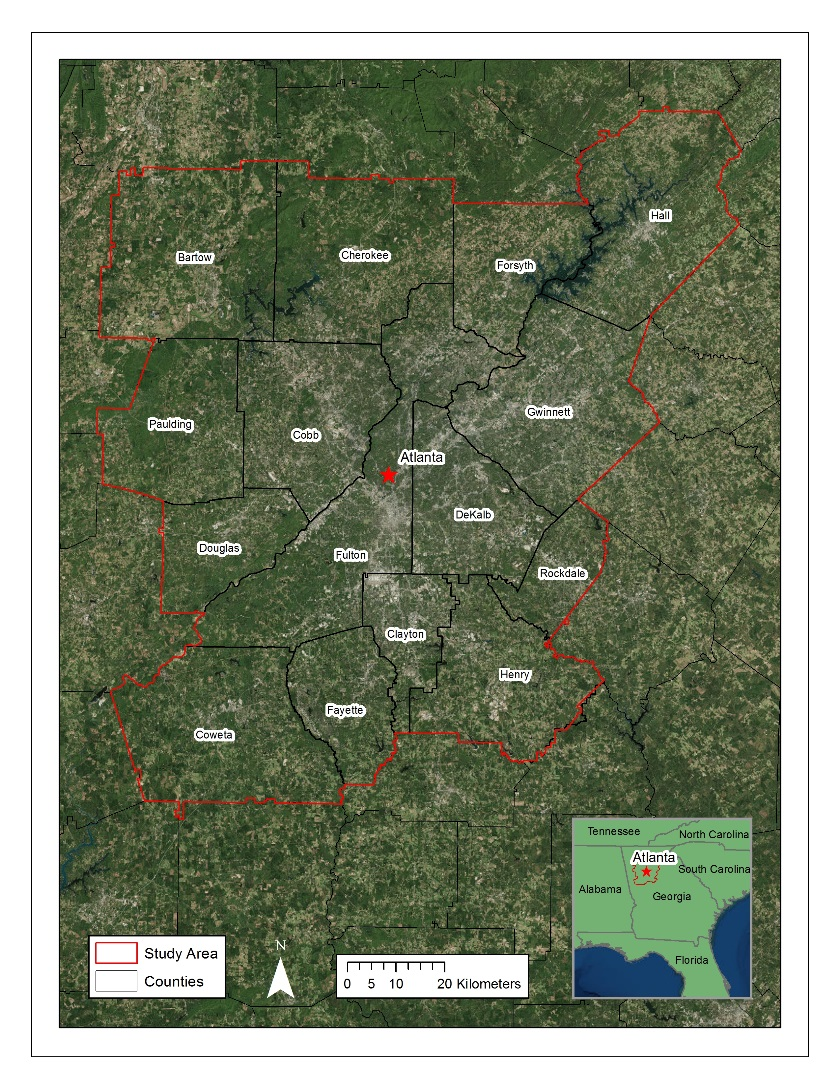 Hall
Bartow
Cherokee
Forsyth
Gwinnett
Paulding
Cobb
Atlanta
DeKalb
Douglas
Fulton
Rockdale
Clayton
Henry
Fayette
Coweta
Tennessee
North Carolina
Atlanta
South Carolina
Alabama
Georgia
Florida
Study Area
Counties
N
0 5 10 20 Kilometers